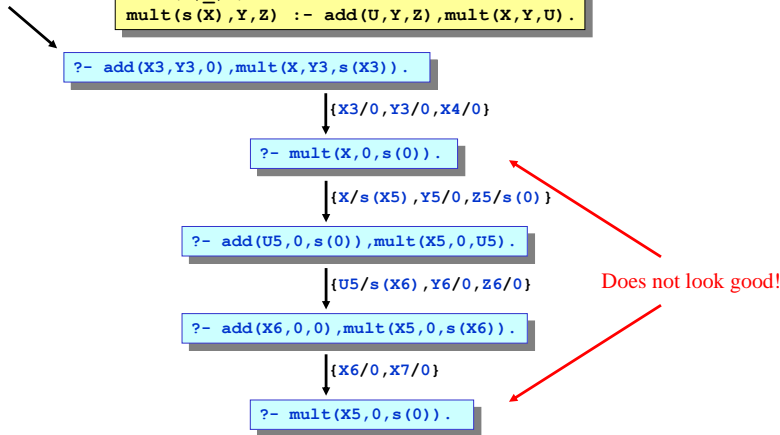 mult(s(X),Y,Z) :- add(U,Y,Z),mult(X,Y,U).
?- add(X3,Y3,0),mult(X,Y3,s(X3)).
{X3/0,Y3/0,X4/0}
?- mult(X,0,s(0)).
{X/s(X5),Y5/0,Z5/s(0)}
?- add(U5,0,s(0)),mult(X5,0,U5).
{U5/s(X6),Y6/0,Z6/0}
Does not look good!
?- add(X6,0,0),mult(X5,0,s(X6)).
{X6/0,X7/0}
?- mult(X5,0,s(0)).